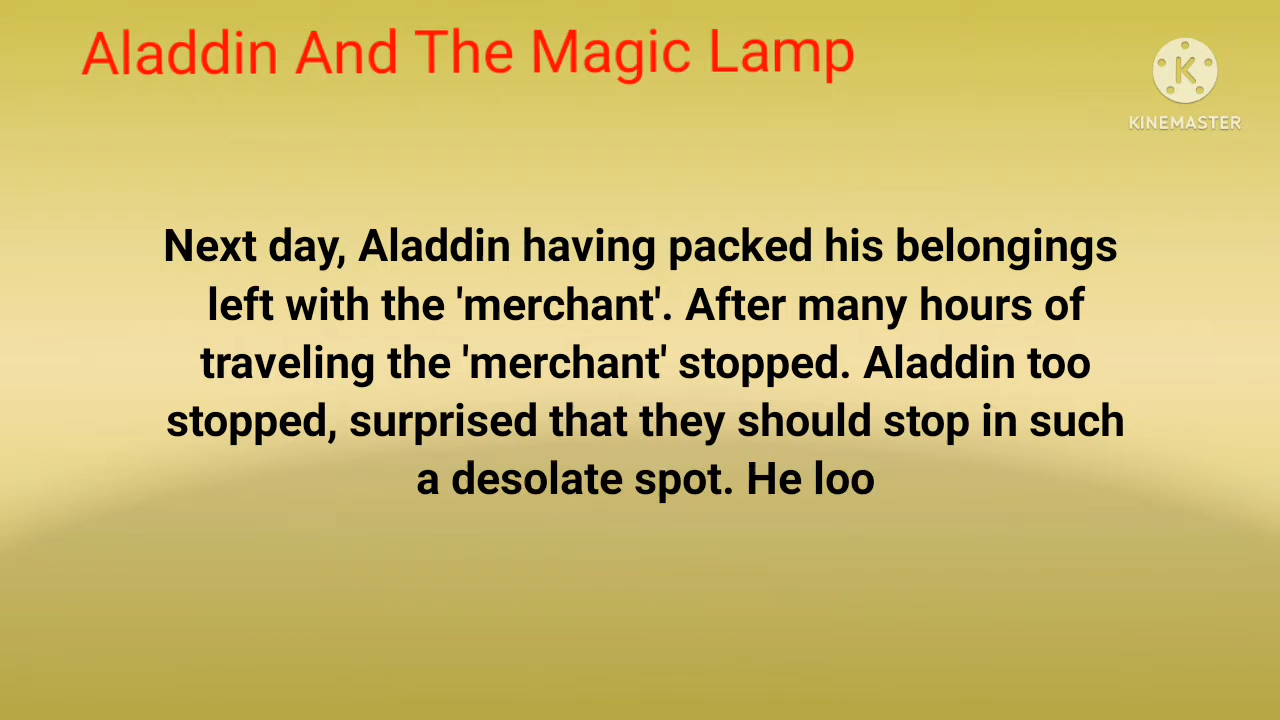 Aladdin And The Magic Lamp
K
KINEMASTER
Next day, Aladdin having packed his belongings
left with the 'merchant'. After many hours of
traveling the 'merchant' stopped. Aladdin too
stopped, surprised that they should stop in such
a desolate spot. He loo